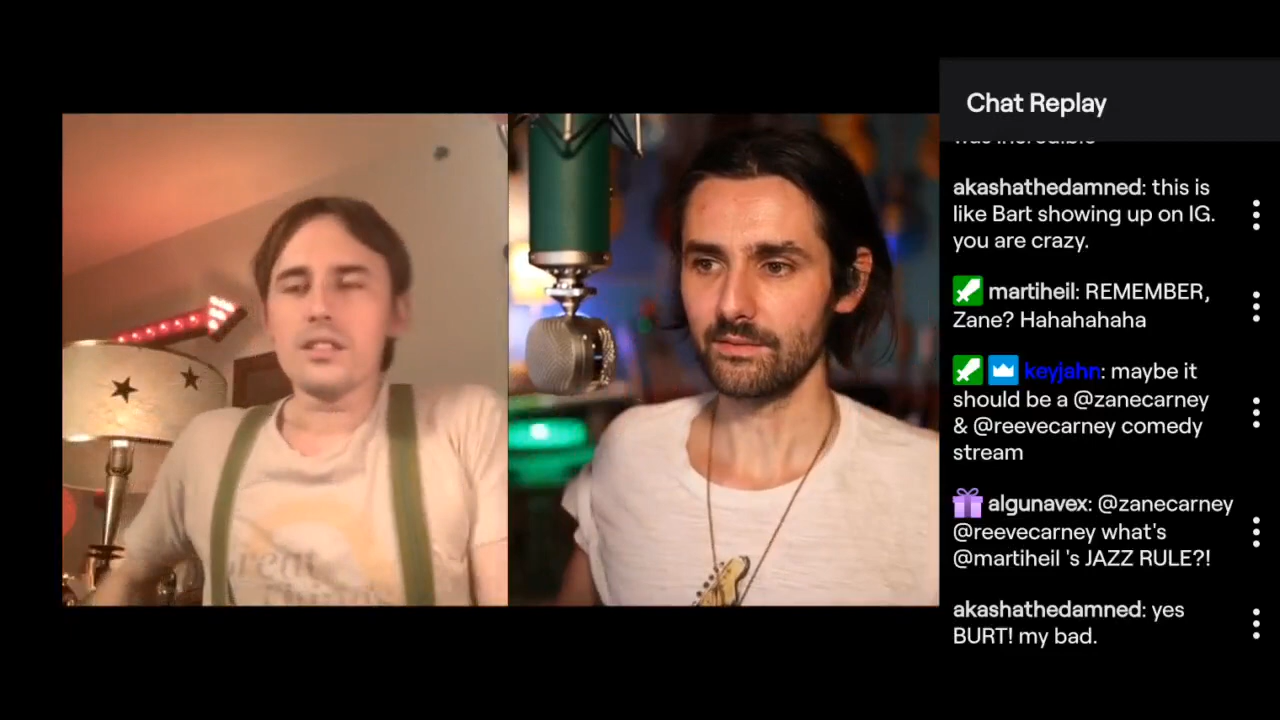 Chat Replay
was incredible
akashathedamned: this is
like Bart showing up on IG.
you are crazy.
martiheil: REMEMBER,
Zane? Hahahahaha
keyjahn: maybe it
should be a @zanecarney
& @reevecarney comedy
stream
algunavex: @zanecarney
@reevecarney what's
@martiheil 's JAZZ RULE?!
akashathedamned: yes
BURT! my bad.